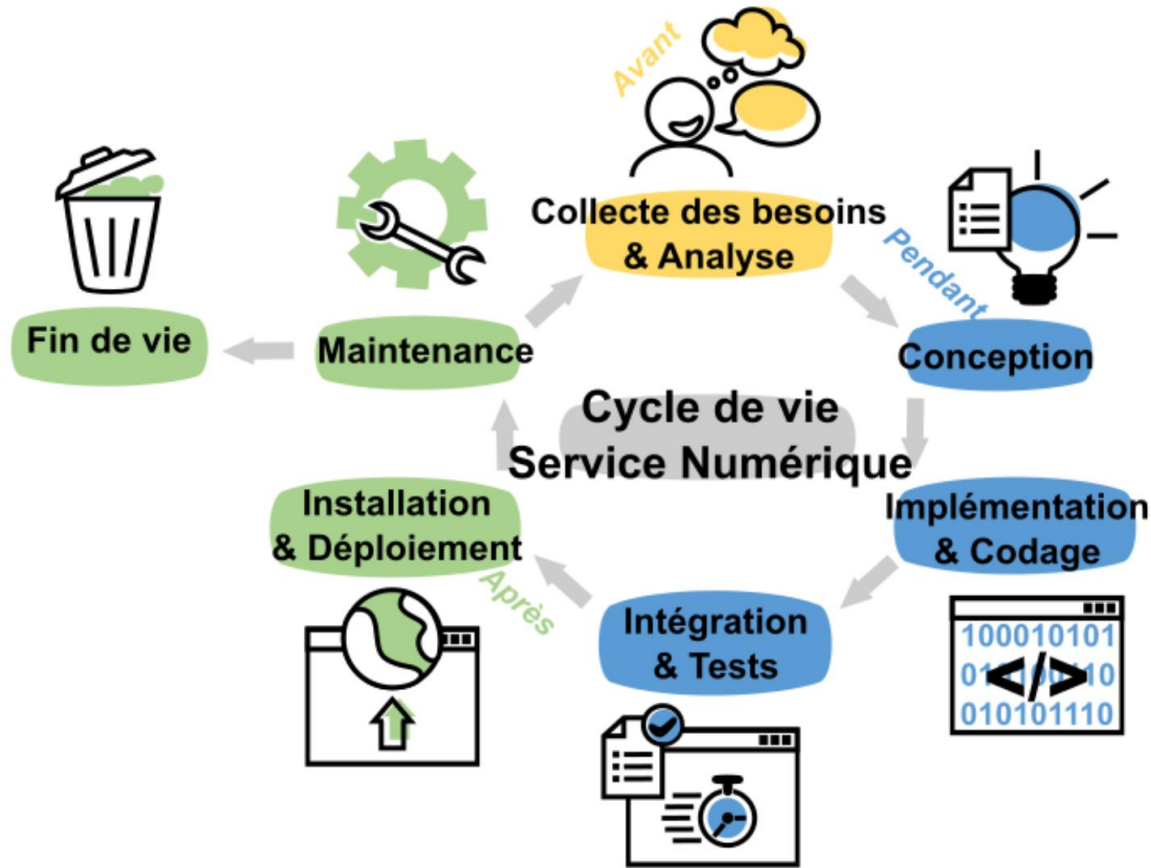 Avant
Collecte des besoins
& Analyse
Pendant
Conception
Fin de vie
Maintenance
Cycle de vie
Service Numérique
Installation
& Déploiement
Implémentation
& Codage
Après
Intégration
& Tests
100010101
</>
010101110